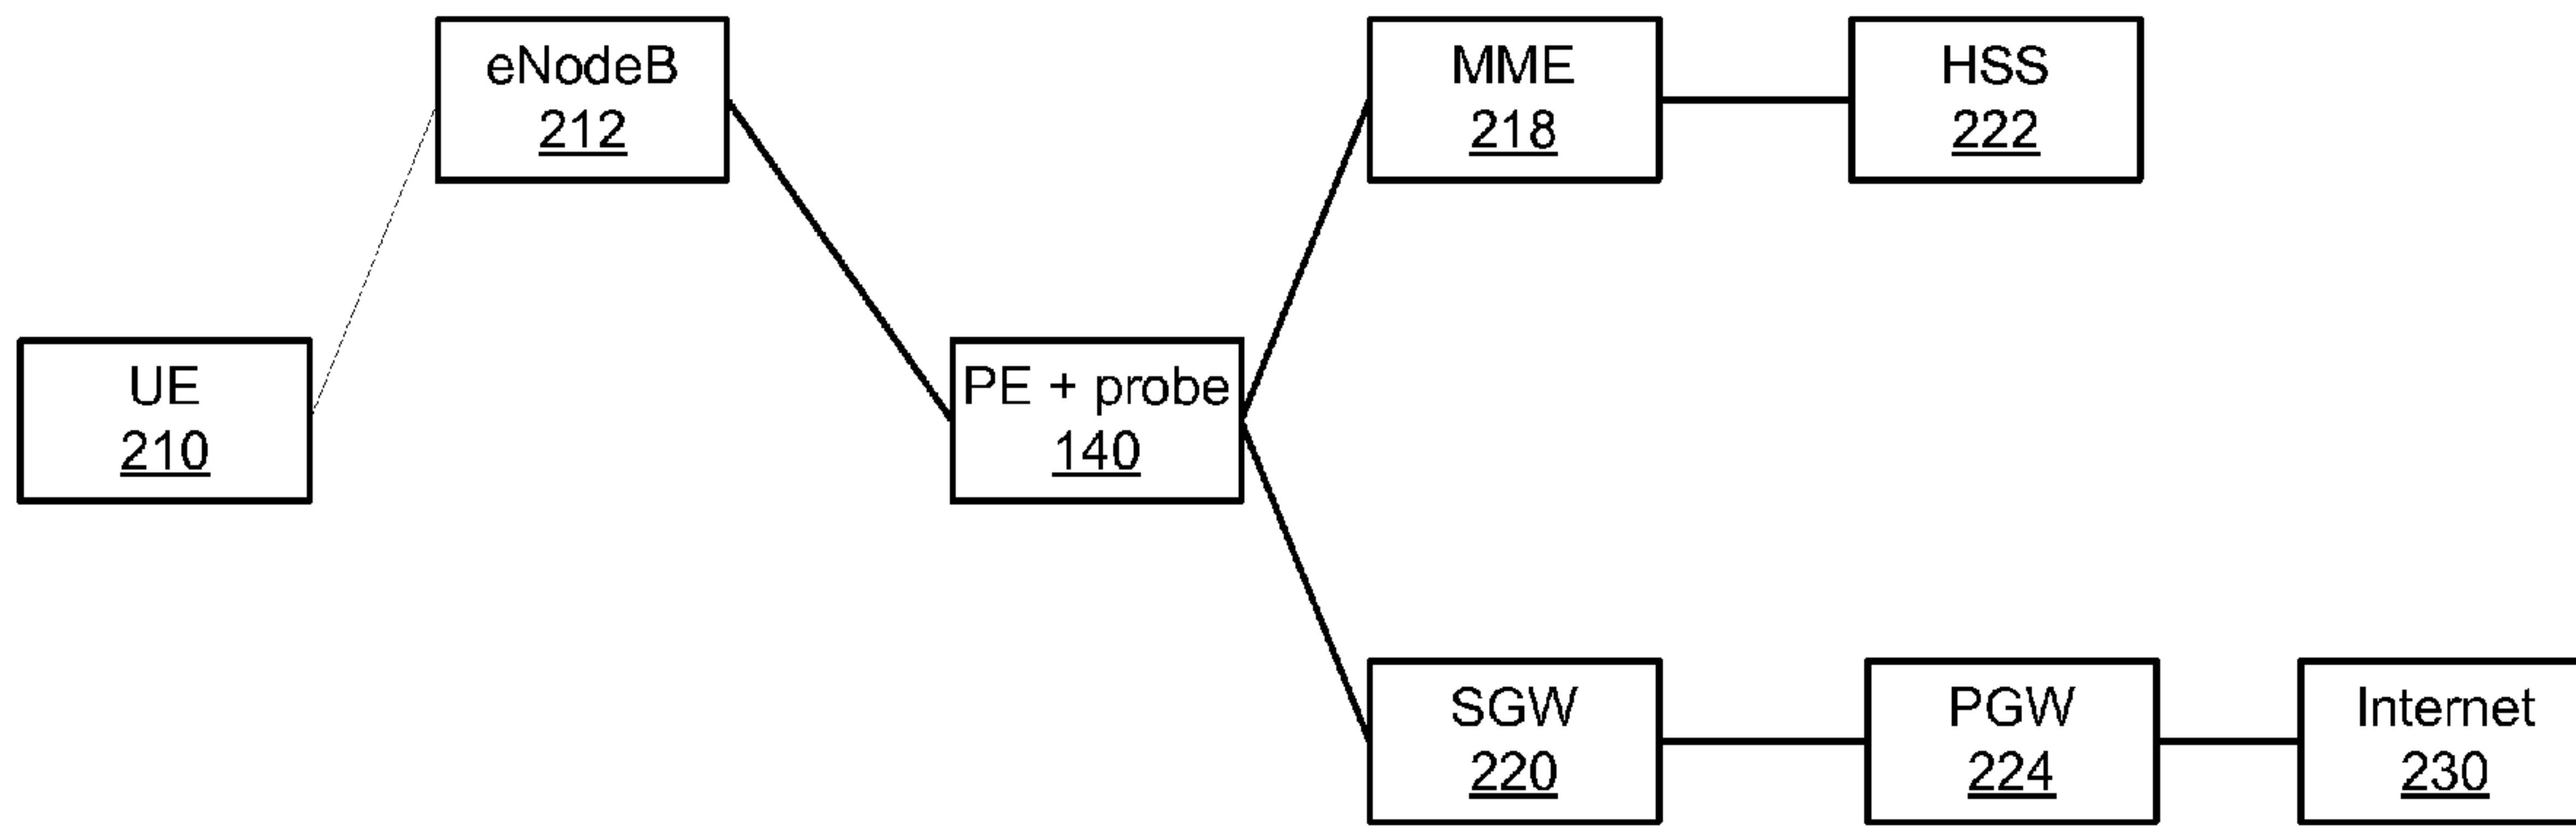 eNodeB
212
MME
218
HSS
222
UE
210
PE + probe
140
SGW
220
PGW
224
Internet
230